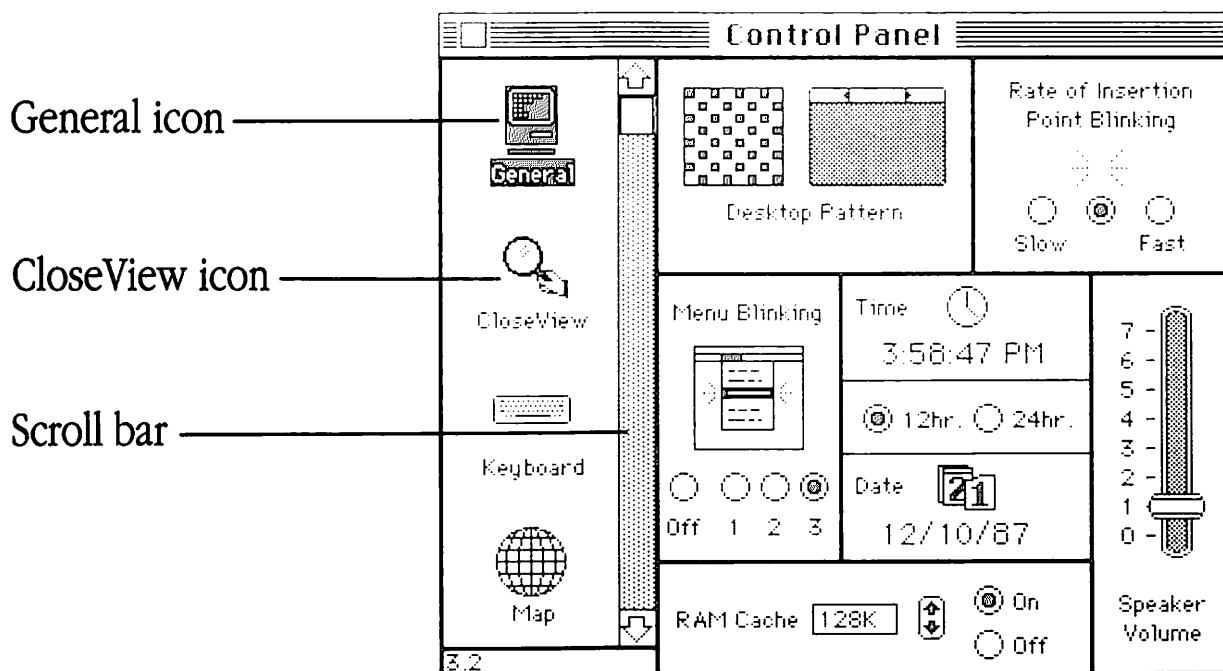 Control Panel
General icon
General
CloseView icon
CloseView
Scroll bar
Keyboard
Map
3.2
Desktop Pattern
Rate of Insertion
Point Blinking
Slow Fast
Menu Blinking
Off 1 2 3
Time
3:58:47 PM
12hr. 24hr.
Date
21
12/10/87
7
6
5
4
3
2
1
0
Speaker
Volume
RAM Cache 128K
On
Off